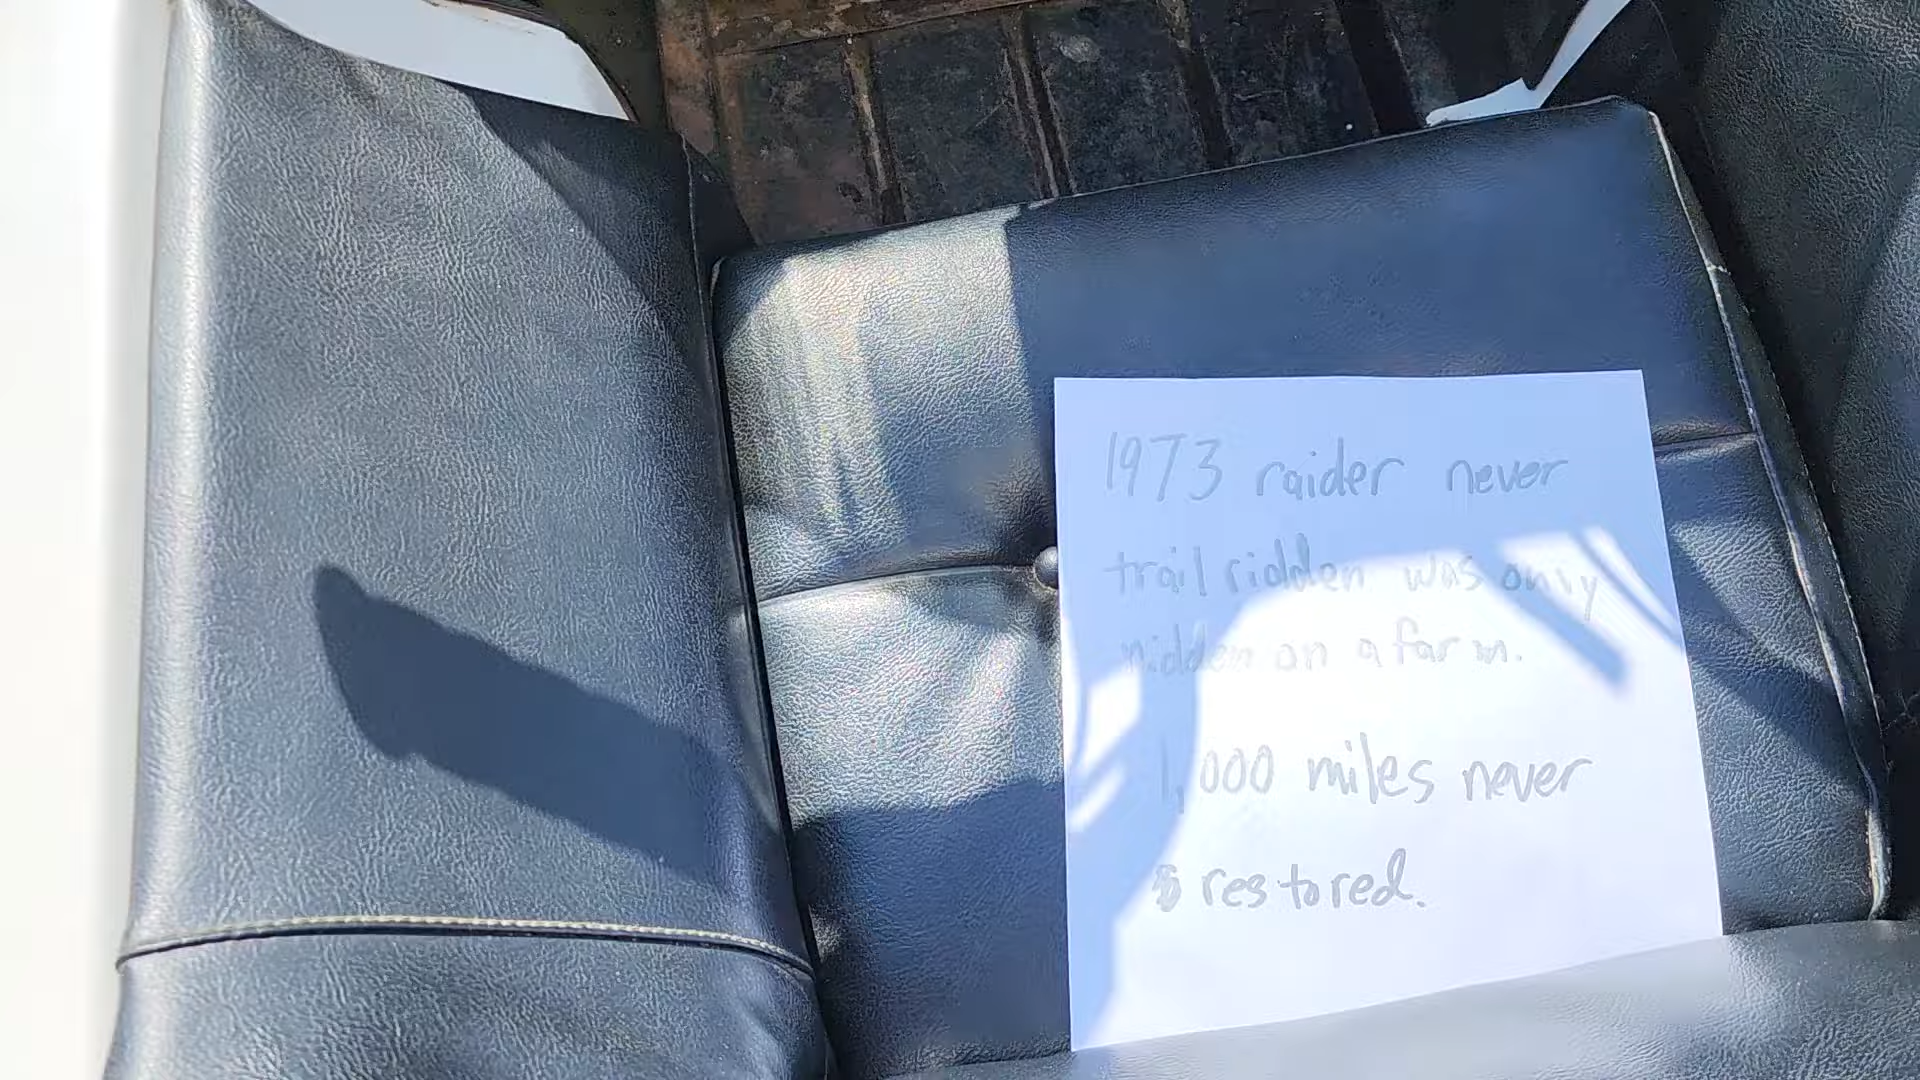 1973 raider never
trail ridden was only
ridden on a farm.
1,000 miles never
restored.